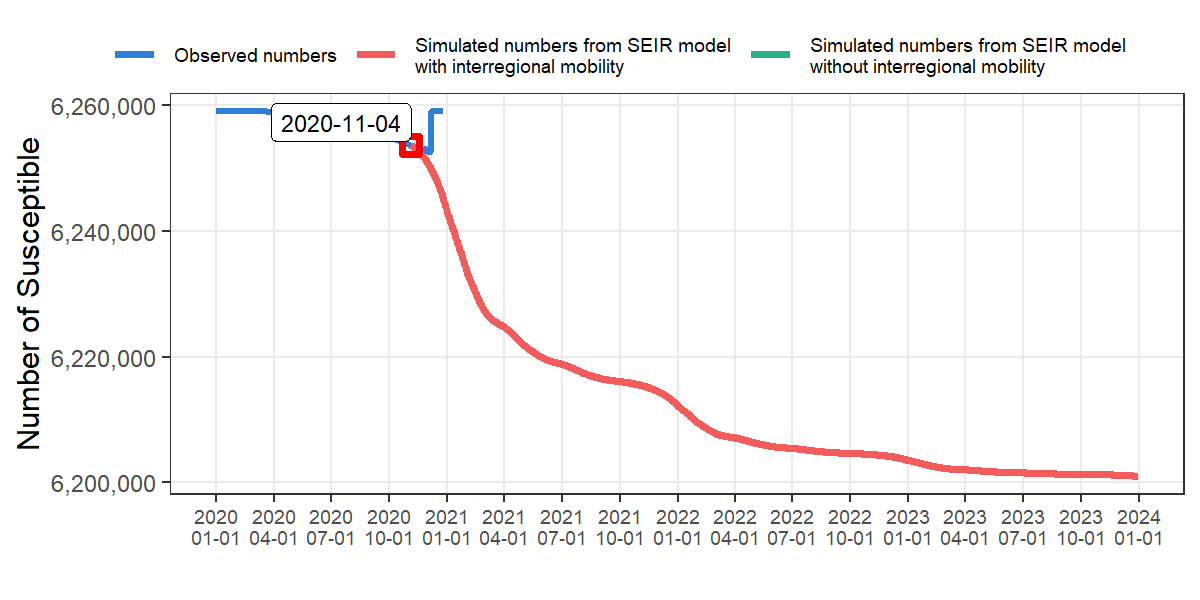 Observed numbers
Simulated numbers from SEIR model
with interregional mobility
Simulated numbers from SEIR model
without interregional mobility
Number of Susceptible
6,260,000
6,240,000
6,220,000
6,200,000
2020-11-04
2020 2020 2020 2020 2021 2021 2021 2021 2022 2022 2022 2022 2023 2023 2023 2023 2024
01-01 04-01 07-01 10-01 01-01 04-01 07-01 10-01 01-01 04-01 07-01 10-01 01-01 04-01 07-01 10-01 01-01